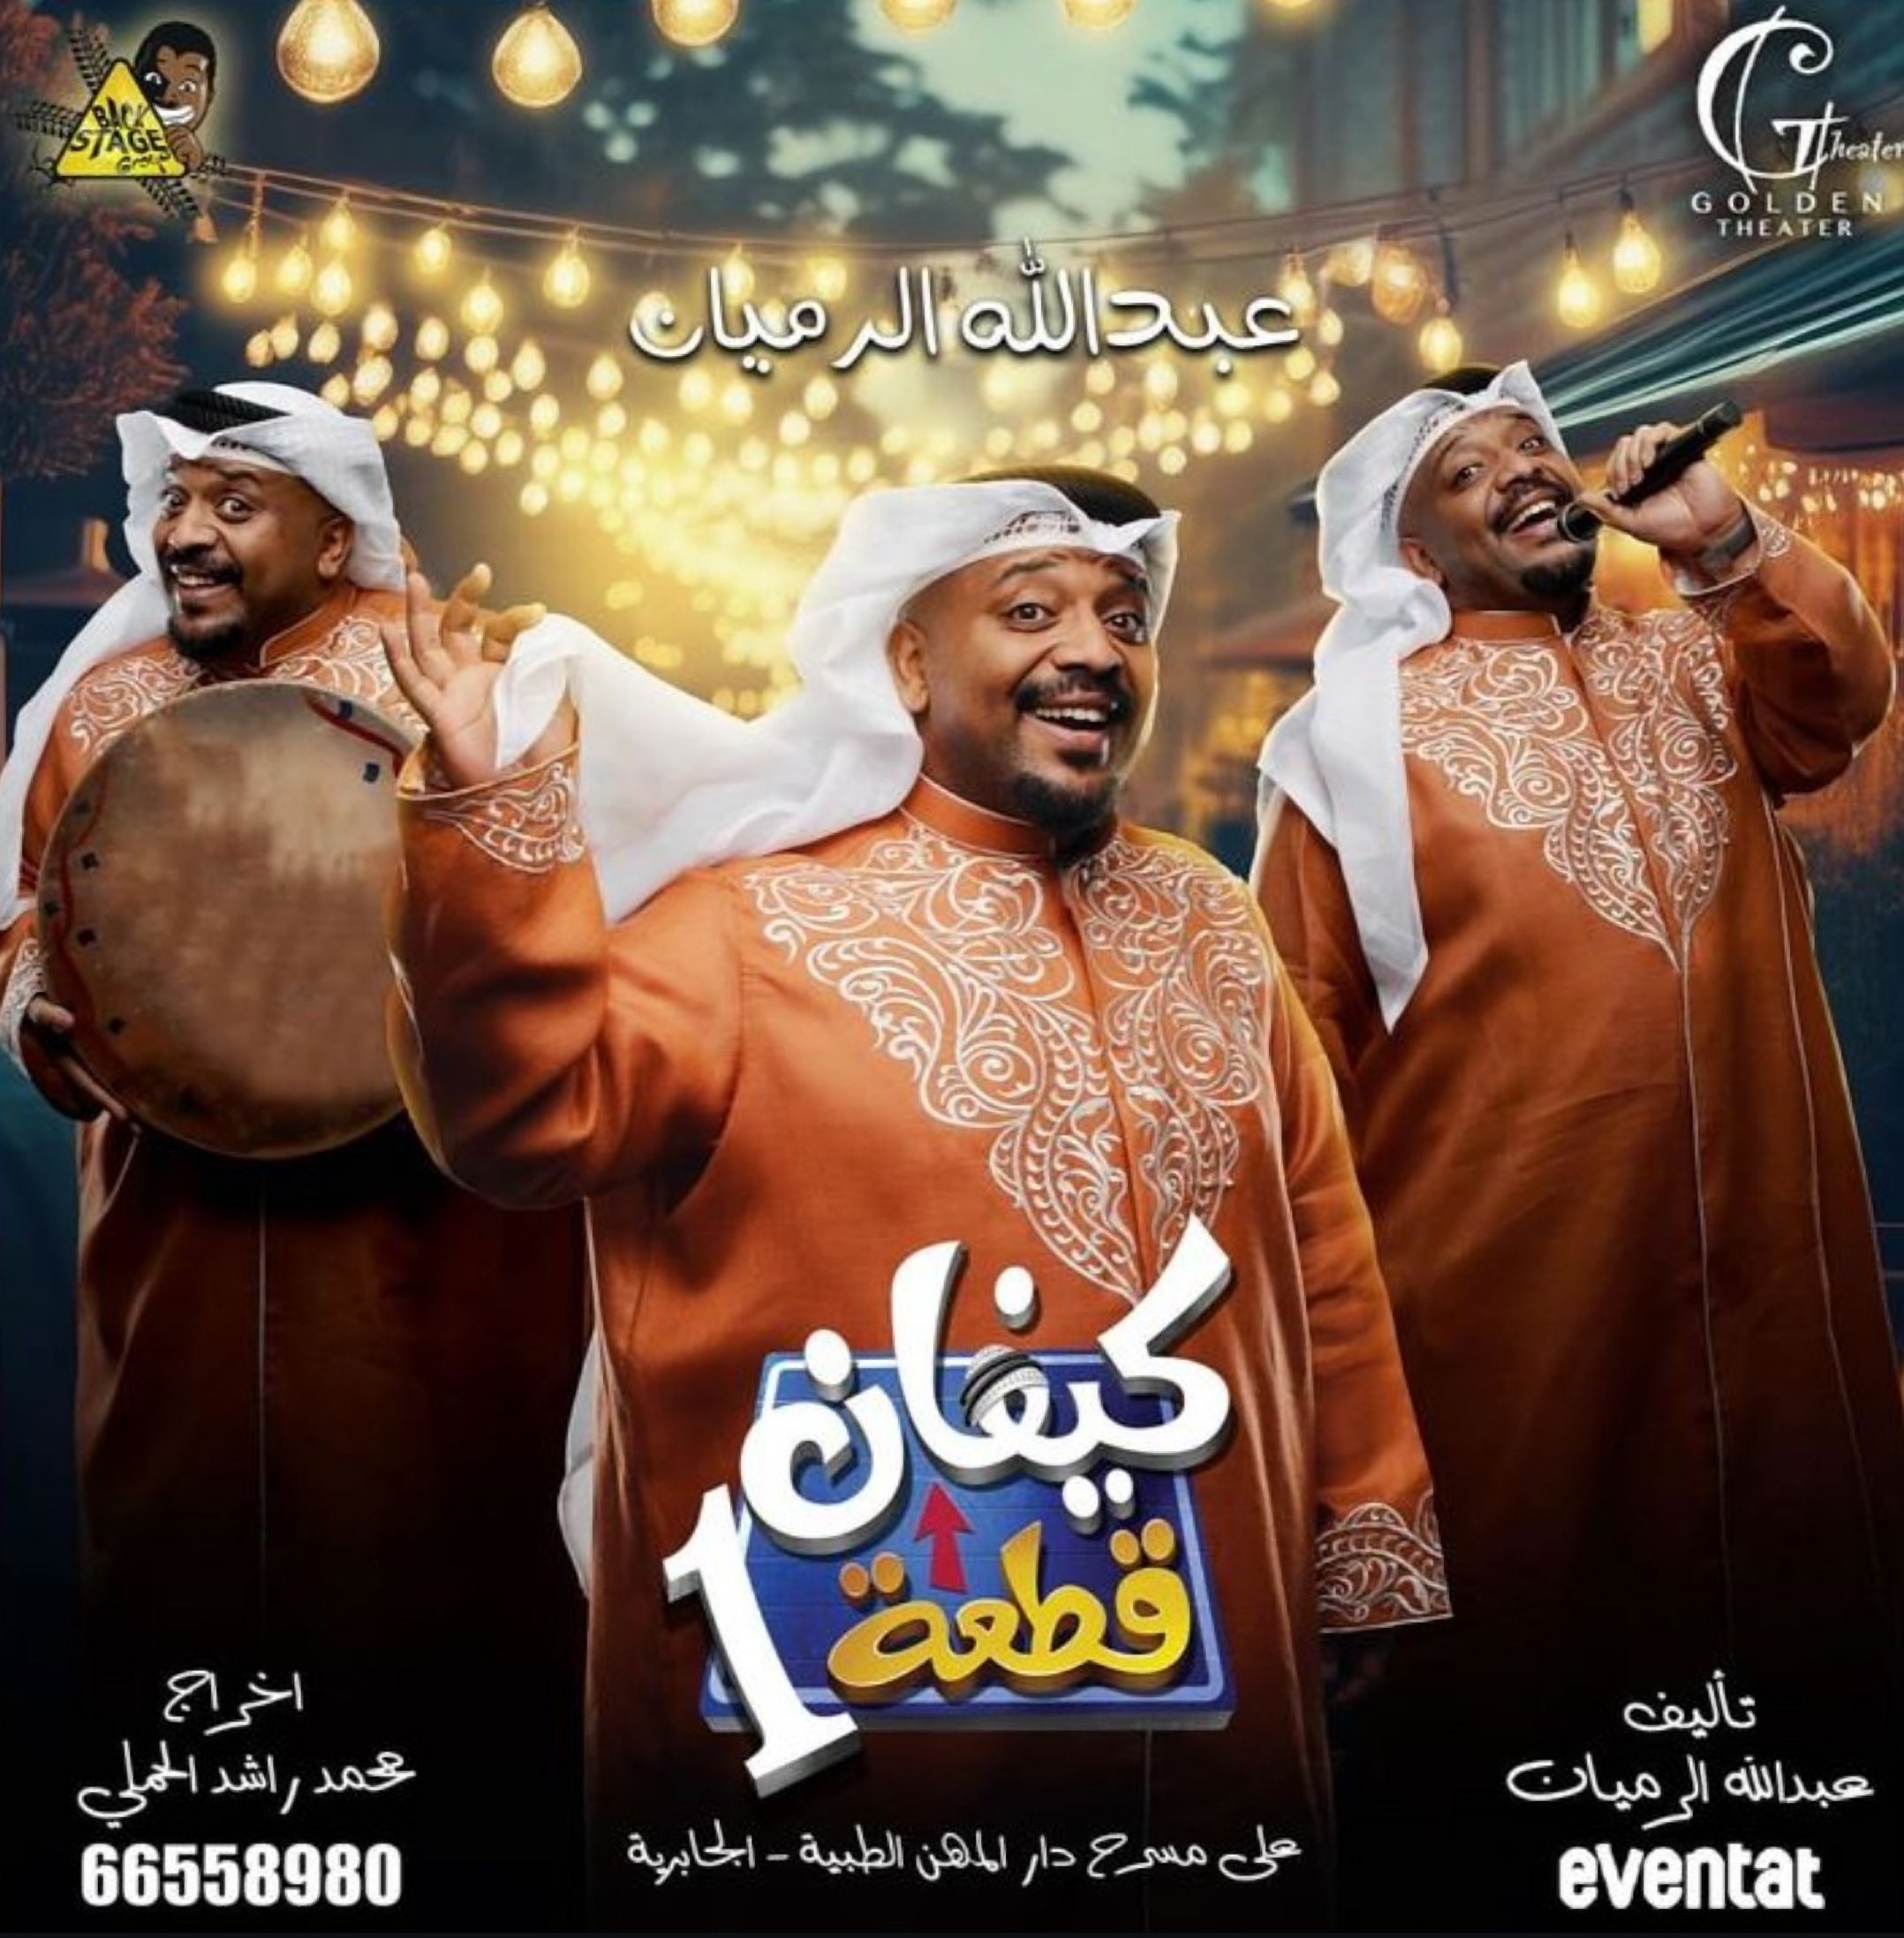 BACK
STAGE
Group
Theater
GOLDEN
THEATER
عبدالله الرميان
كيفان
قطعة
1
تأليف
عبدالله الرميان
eventat
اخراج
محمد راشد الحملي
66558980
على مسرح دار المهن الطبية - الجابرية